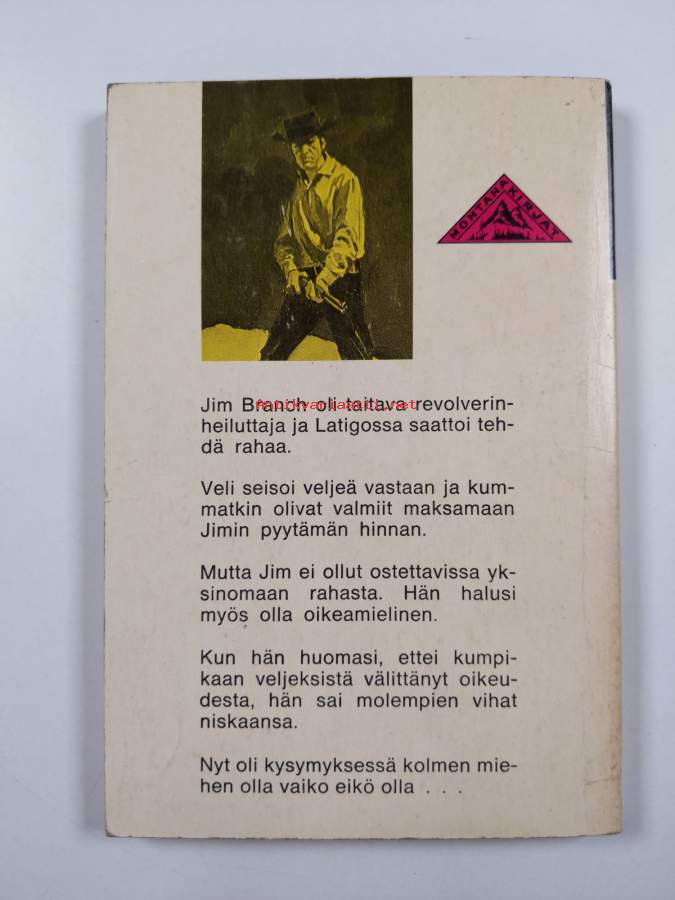 MONTANAKIRJAT
Jim Branch oli taitava revolverin-
heiluttaja ja Latigossa saattoi teh-
dä rahaa.
Veli seisoi veljeä vastaan ja kum-
matkin olivat valmiit maksamaan
Jimin pyytämän hinnan.
Mutta Jim ei ollut ostettavissa yk-
sinomaan rahasta. Hän halusi
myös olla oikeamielinen.
Kun hän huomasi, ettei kumpi-
kaan veljeksistä välittänyt oikeu-
desta, hän sai molempien vihat
niskaansa.
Nyt oli kysymyksessä kolmen mie-
hen olla vaiko eikö olla . . .